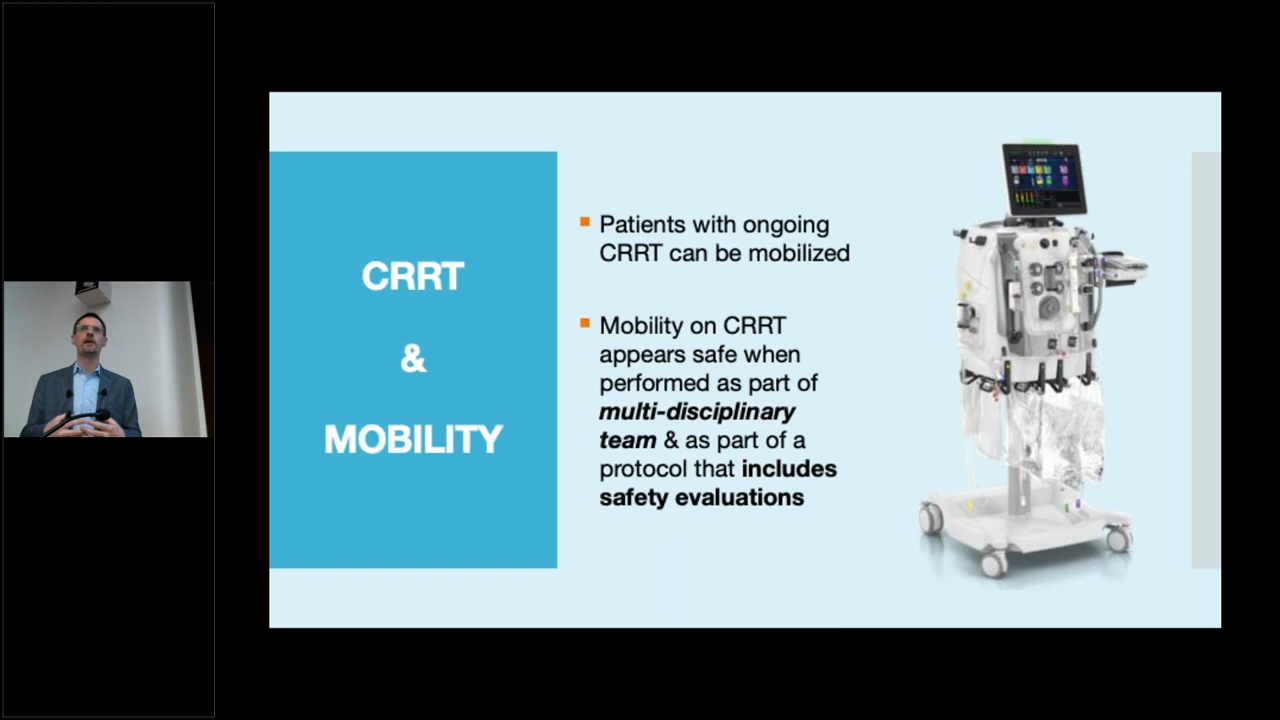 CRRT
&
MOBILITY
Patients with ongoing
CRRT can be mobilized
Mobility on CRRT
appears safe when
performed as part of
multi-disciplinary
team & as part of a
protocol that includes
safety evaluations